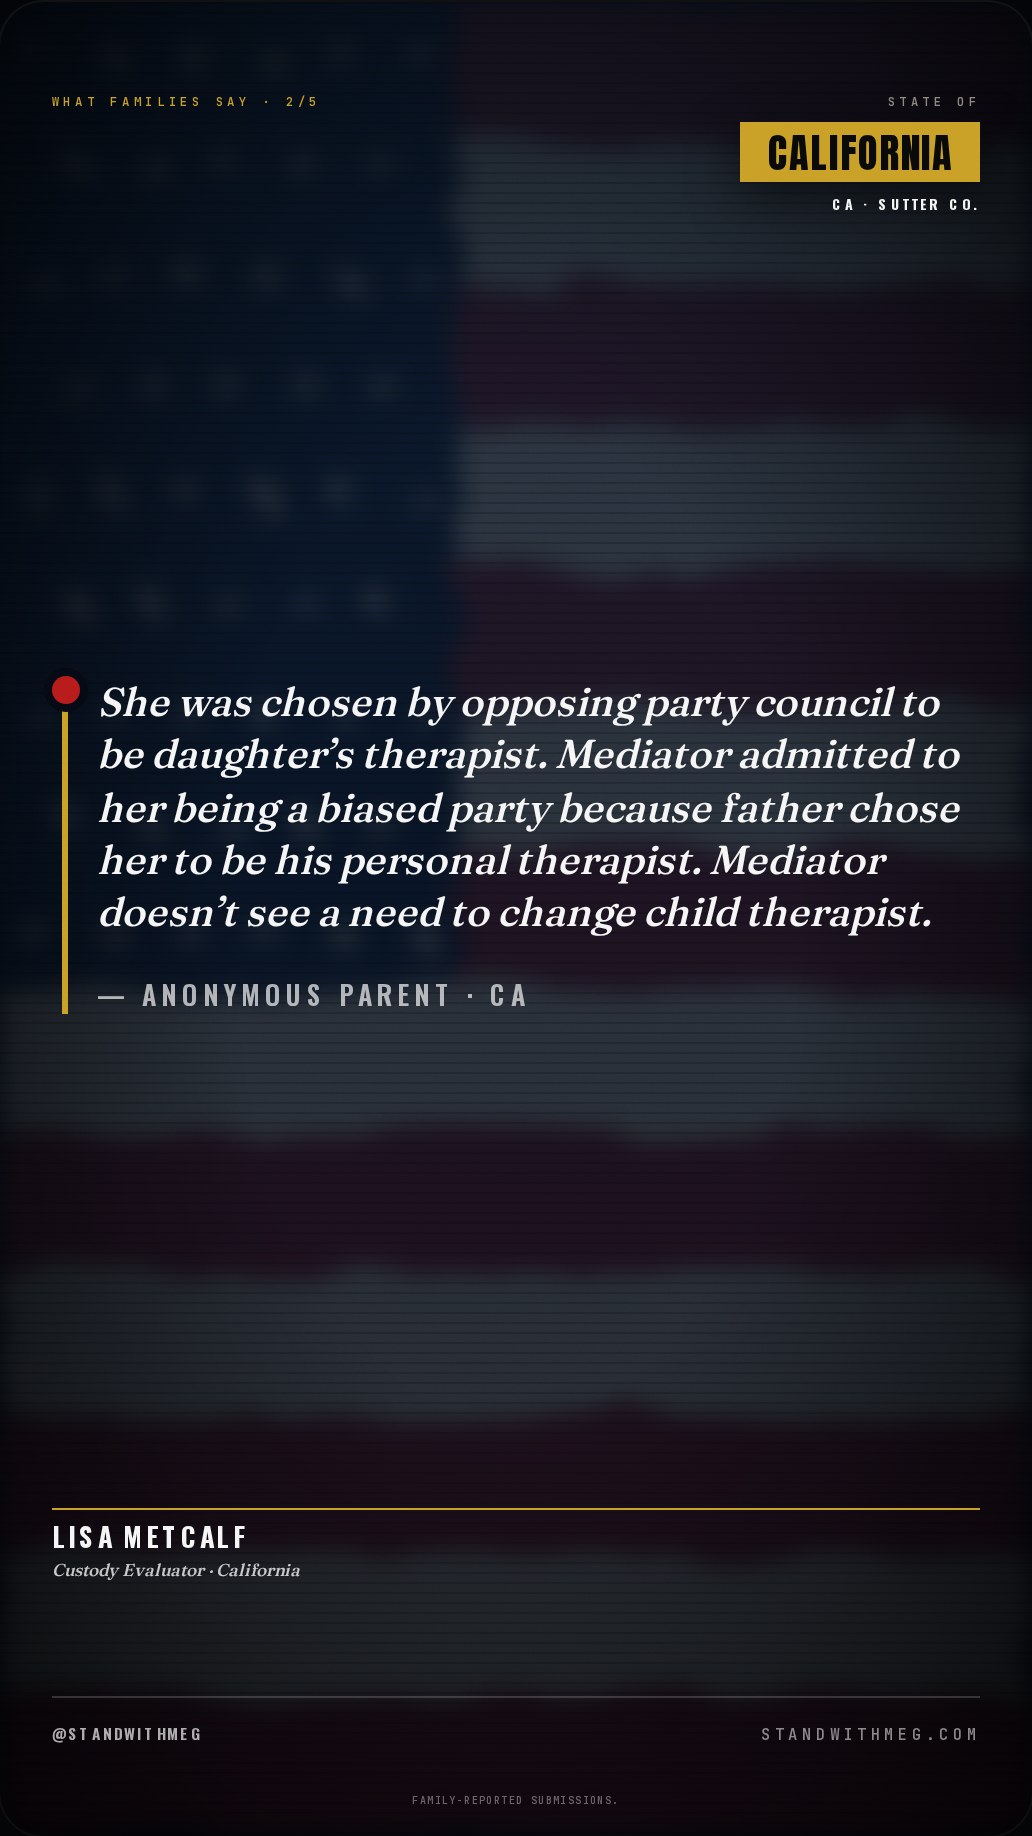 WHAT FAMILIES SAY · 2/5
STATE OF
CALIFORNIA
CA · SUTTER CO.
She was chosen by opposing party council to
be daughter’s therapist. Mediator admitted to
her being a biased party because father chose
her to be his personal therapist. Mediator
doesn’t see a need to change child therapist.
— ANONYMOUS PARENT · CA
LISA METCALF
Custody Evaluator · California
@STANDWITHMEG
STANDWITHMEG.COM
FAMILY-REPORTED SUBMISSIONS.